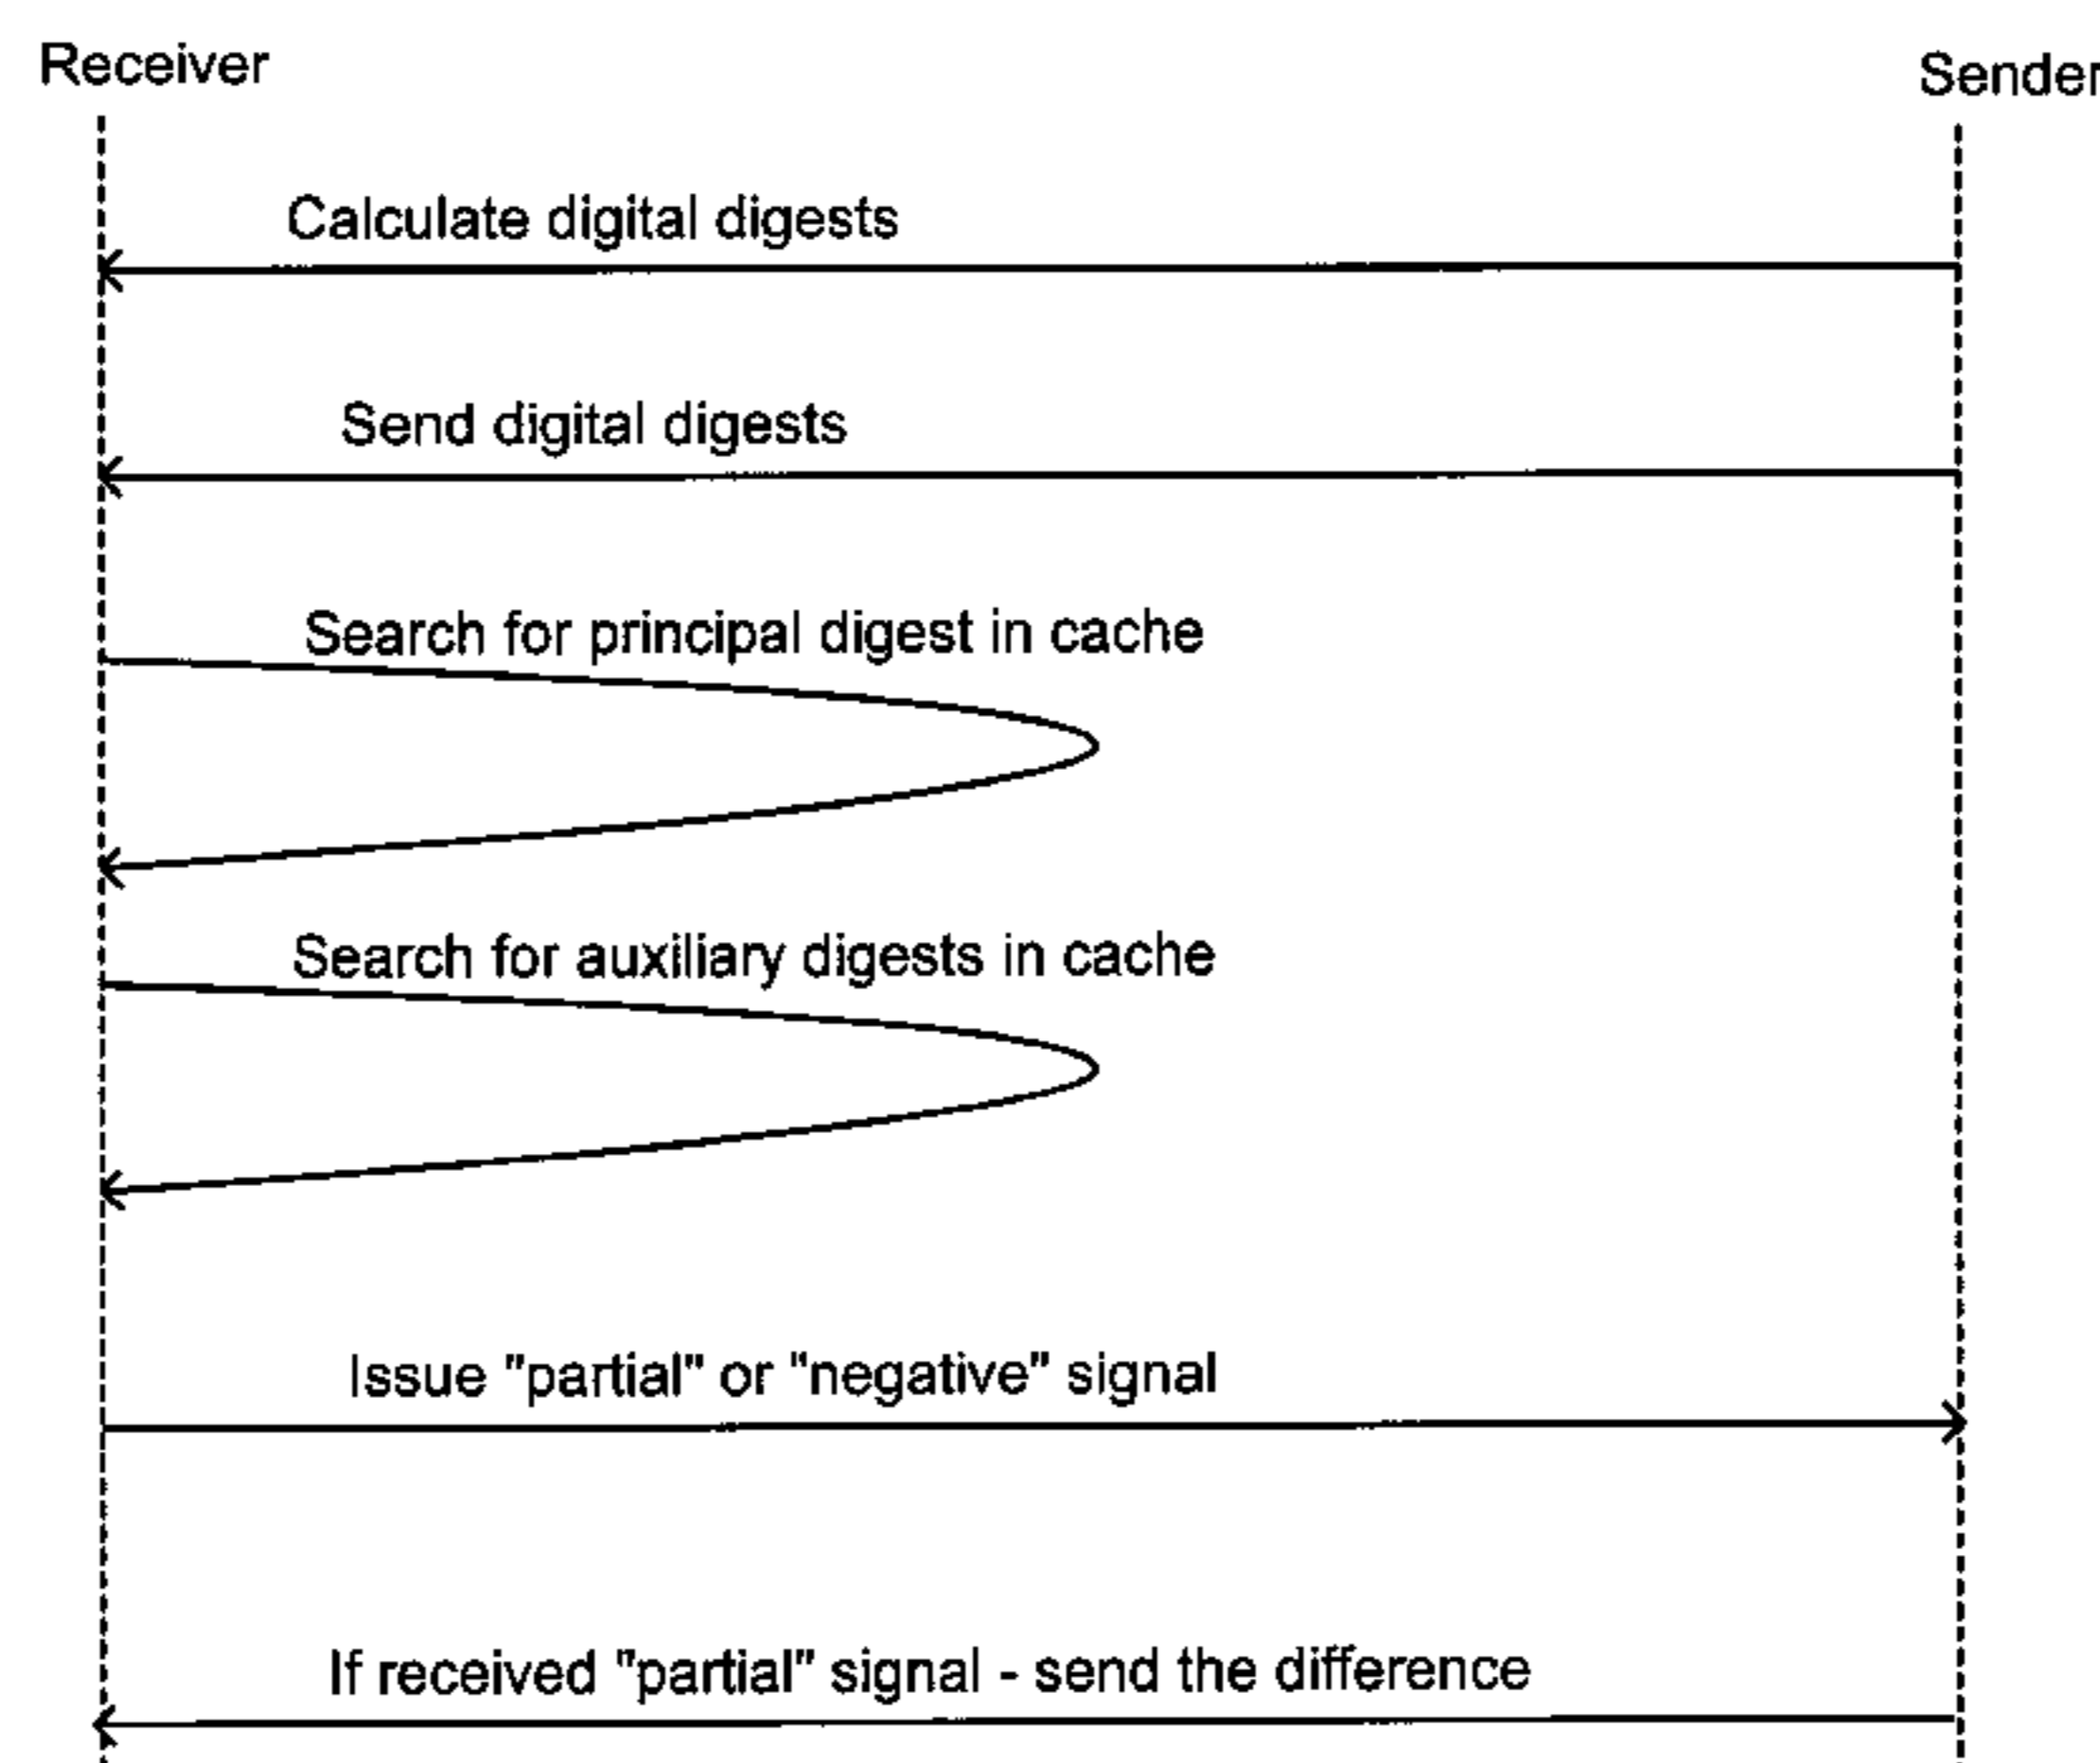 Receiver
Sender
Calculate digital digests
Send digital digests
Search for principal digest in cache
Search for auxiliary digests in cache
Issue "partial" or "negative" signal
If received "partial" signal - send the difference